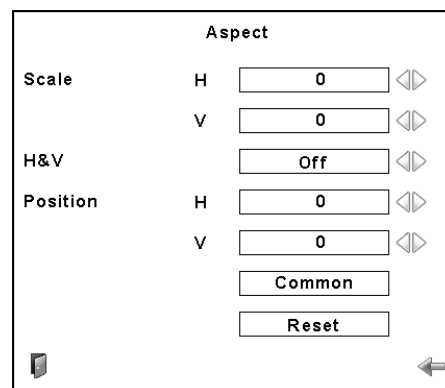 Aspect
Scale H 0
V 0
H&V Off
Position H 0
V 0
Common
Reset